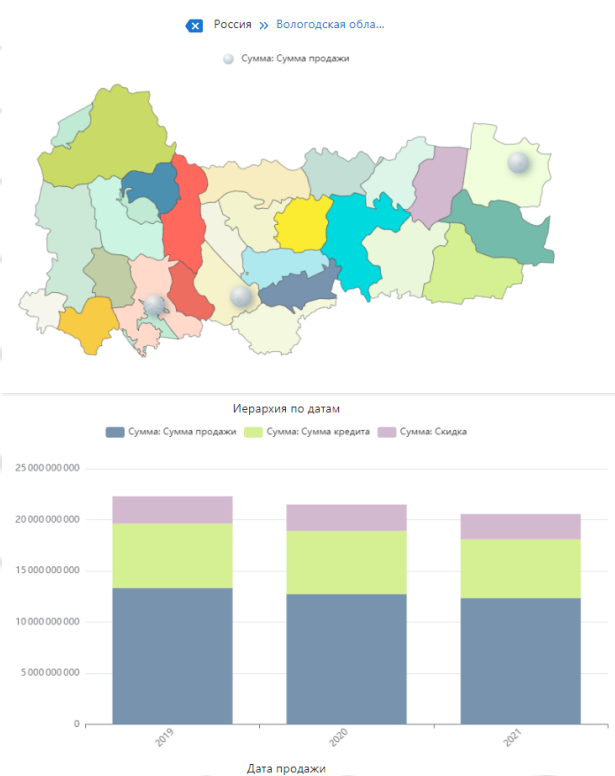 Россия » Вологодская обла...
Сумма: Сумма продажи
Иерархия по датам
Сумма: Сумма продажи Сумма: Сумма кредита Сумма: Скидка
25 000 000 000
20 000 000 000
15 000 000 000
10 000 000 000
5 000 000 000
0
2019 2020 2021
Дата продажи